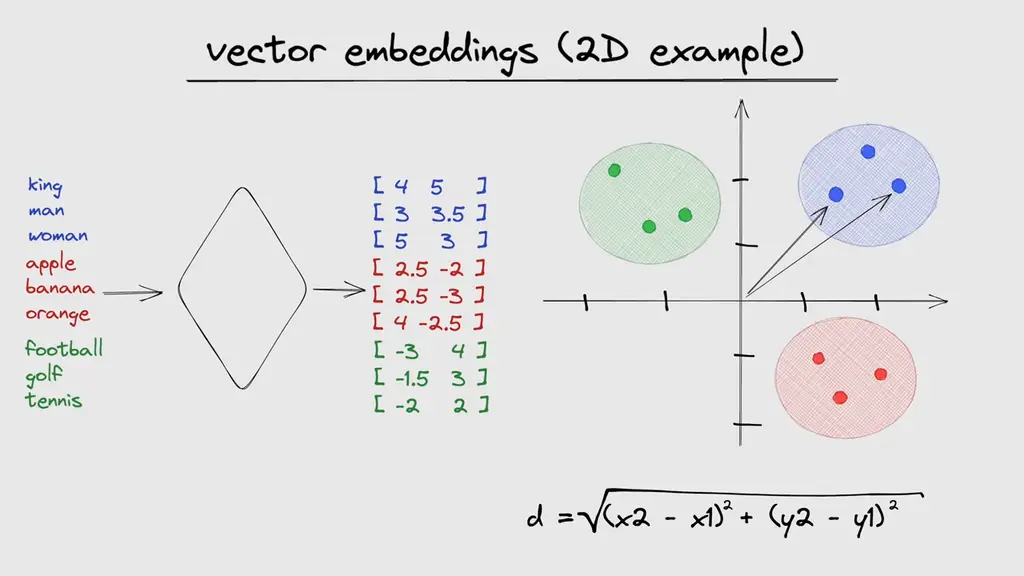 vector embeddings (2D example)
king
man
woman
apple
banana
orange
football
golf
tennis
[ 4 5 ]
[ 3 3.5 ]
[ 5 3 ]
[ 2.5 -2 ]
[ 2.5 -3 ]
[ 4 -2.5 ]
[ -3 4 ]
[ -1.5 3 ]
[ -2 2 ]
d = √(x2 - x1)² + (y2 - y1)²